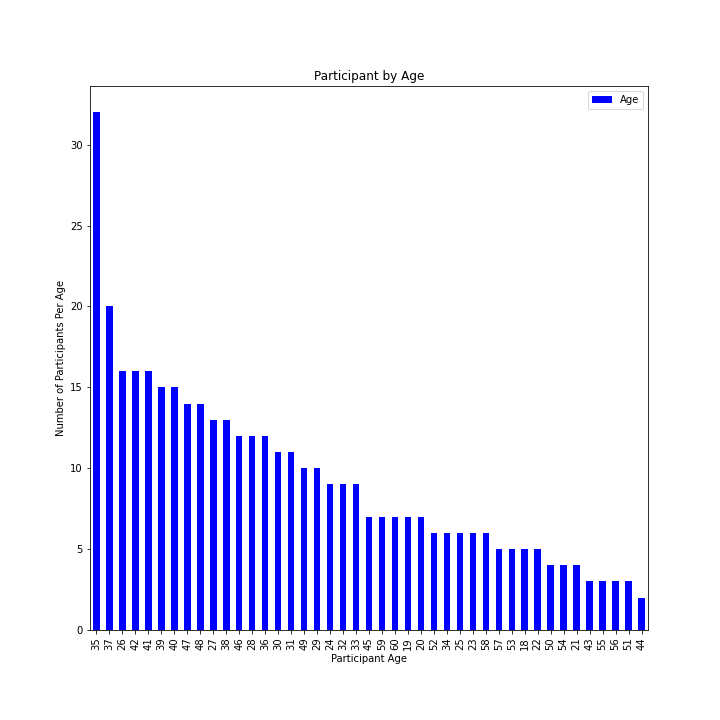 Participant by Age
Age
Number of Participants Per Age
30
25
20
15
10
5
0
35 37 26 42 41 39 40 47 48 27 38 46 28 36 30 31 49 29 24 32 33 45 59 60 19 20 52 34 25 23 58 57 53 18 22 50 54 21 43 55 56 51 44
Participant Age